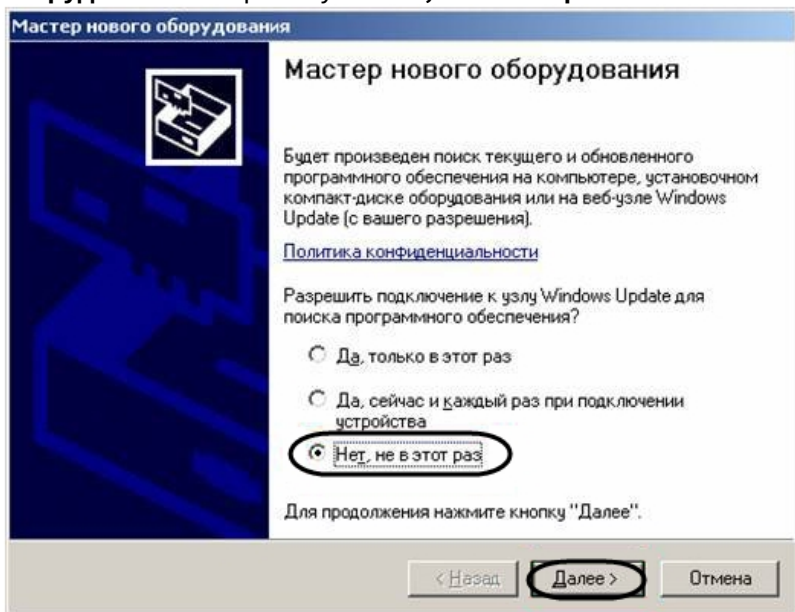 Мастер нового оборудования
Мастер нового оборудования
Будет произведен поиск текущего и обновленного
программного обеспечения на компьютере, установочном
компакт-диске оборудования или на веб-узле Windows
Update (с вашего разрешения).
Политика конфиденциальности
Разрешить подключение к узлу Windows Update для
поиска программного обеспечения?
Да, только в этот раз
Да, сейчас и каждый раз при подключении
устройства
Нет, не в этот раз
Для продолжения нажмите кнопку "Далее".
< Назад Далее > Отмена